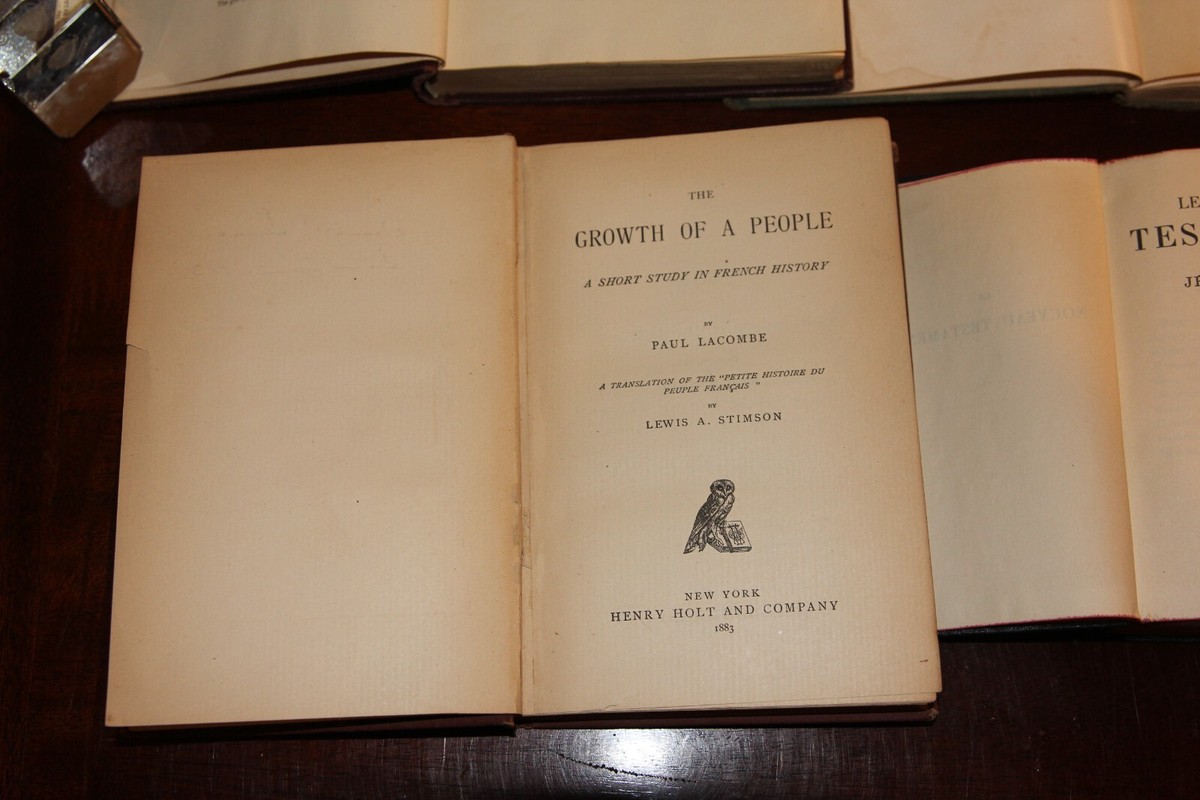 THE
GROWTH OF A PEOPLE
A SHORT STUDY IN FRENCH HISTORY
BY
PAUL LACOMBE
A TRANSLATION OF THE "PETITE HISTOIRE DU
PEUPLE FRANÇAIS"
BY
LEWIS A. STIMSON
NEW YORK
HENRY HOLT AND COMPANY
1883
LE
TES
JÉ